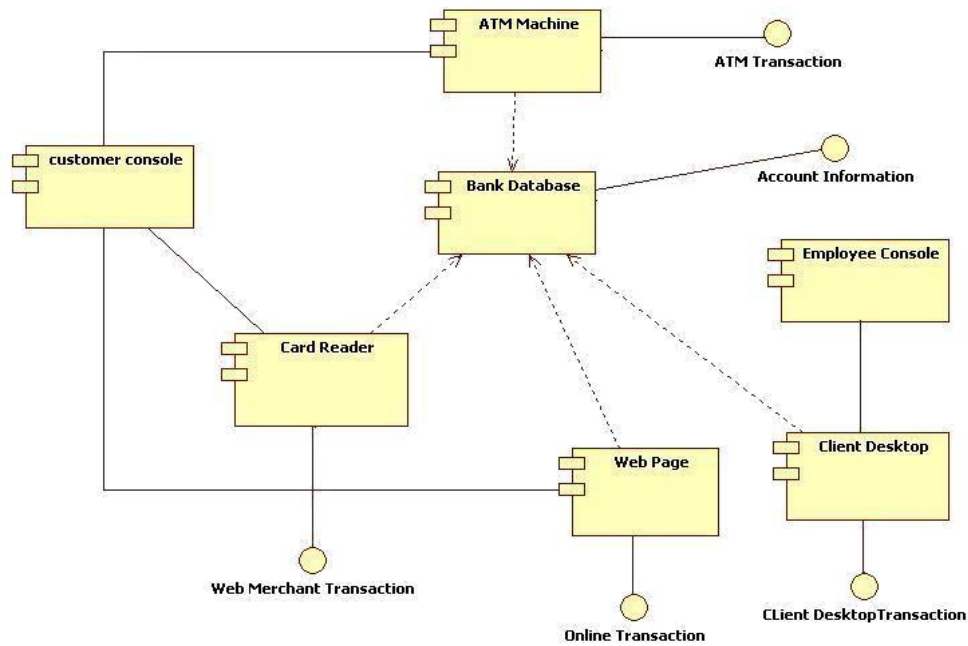 ATM Machine
ATM Transaction
customer console
Bank Database
Account Information
Employee Console
Card Reader
Client Desktop
Web Page
Web Merchant Transaction
CLient DesktopTransaction
Online Transaction